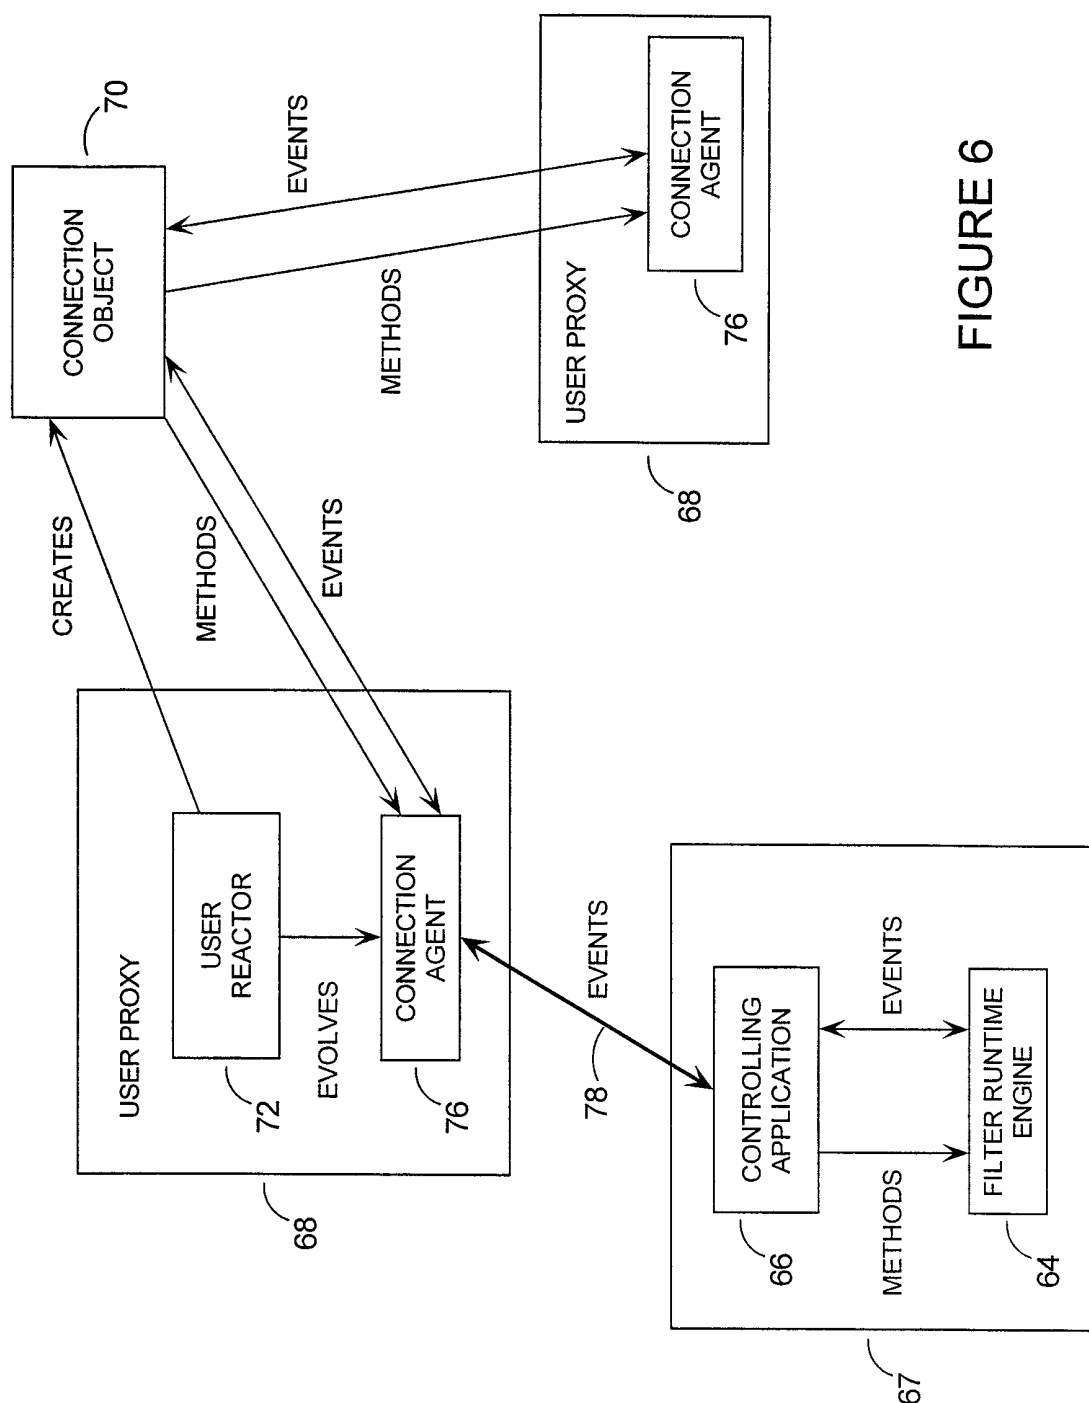 USER PROXY
68
72
USER
REACTOR
CREATES
CONNECTION
OBJECT
70
EVOLVES
METHODS
EVENTS
76
CONNECTION
AGENT
METHODS
EVENTS
78
EVENTS
USER PROXY
68
76
CONNECTION
AGENT
67
66
CONTROLLING
APPLICATION
METHODS
EVENTS
64
FILTER RUNTIME
ENGINE
FIGURE 6